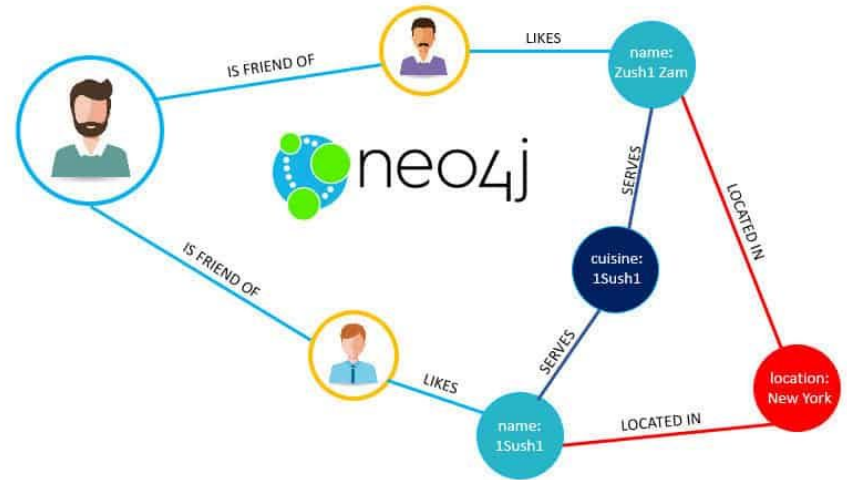 IS FRIEND OF
LIKES
name:
Zush1 Zam
neo4j
SERVES
LOCATED IN
IS FRIEND OF
cuisine:
1Sush1
SERVES
LIKES
location:
New York
name:
1Sush1
LOCATED IN